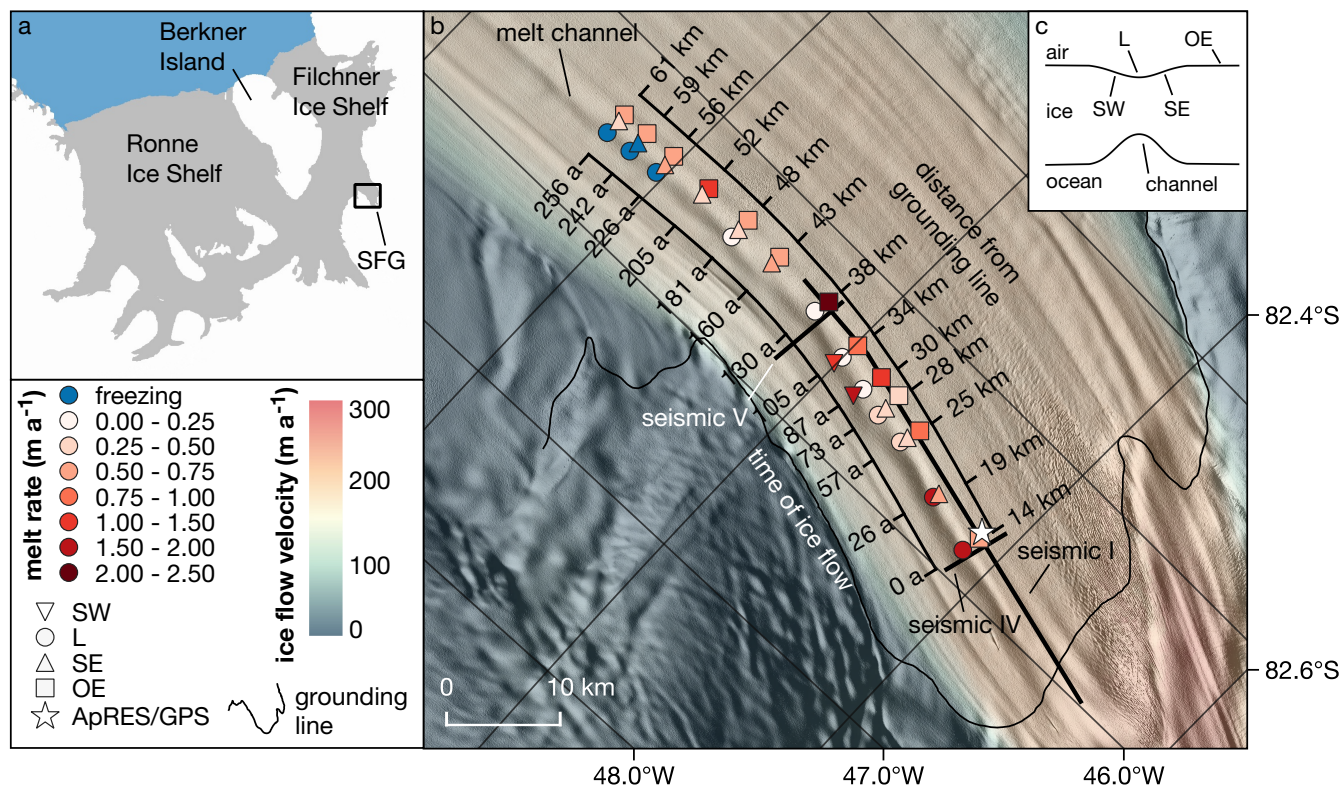 a
Berkner
Island
Filchner
Ice Shelf
Ronne
Ice Shelf
SFG
melt rate (m a⁻¹)
freezing
0.00 - 0.25
0.25 - 0.50
0.50 - 0.75
0.75 - 1.00
1.00 - 1.50
1.50 - 2.00
2.00 - 2.50
SW
L
SE
OE
ApRES/GPS
ice flow velocity (m a⁻¹)
300
200
100
0
grounding
line
b
melt channel
61 km
59 km
56 km
52 km
48 km
43 km
38 km
34 km
30 km
28 km
25 km
19 km
14 km
distance from
grounding line
256 a
242 a
226 a
205 a
181 a
160 a
130 a
05 a
87 a
73 a
57 a
26 a
0 a
time of ice flow
seismic V
seismic I
seismic IV
0 10 km
c
air
L
OE
ice
SW
SE
ocean
channel
82.4°S
82.6°S
48.0°W
47.0°W
46.0°W